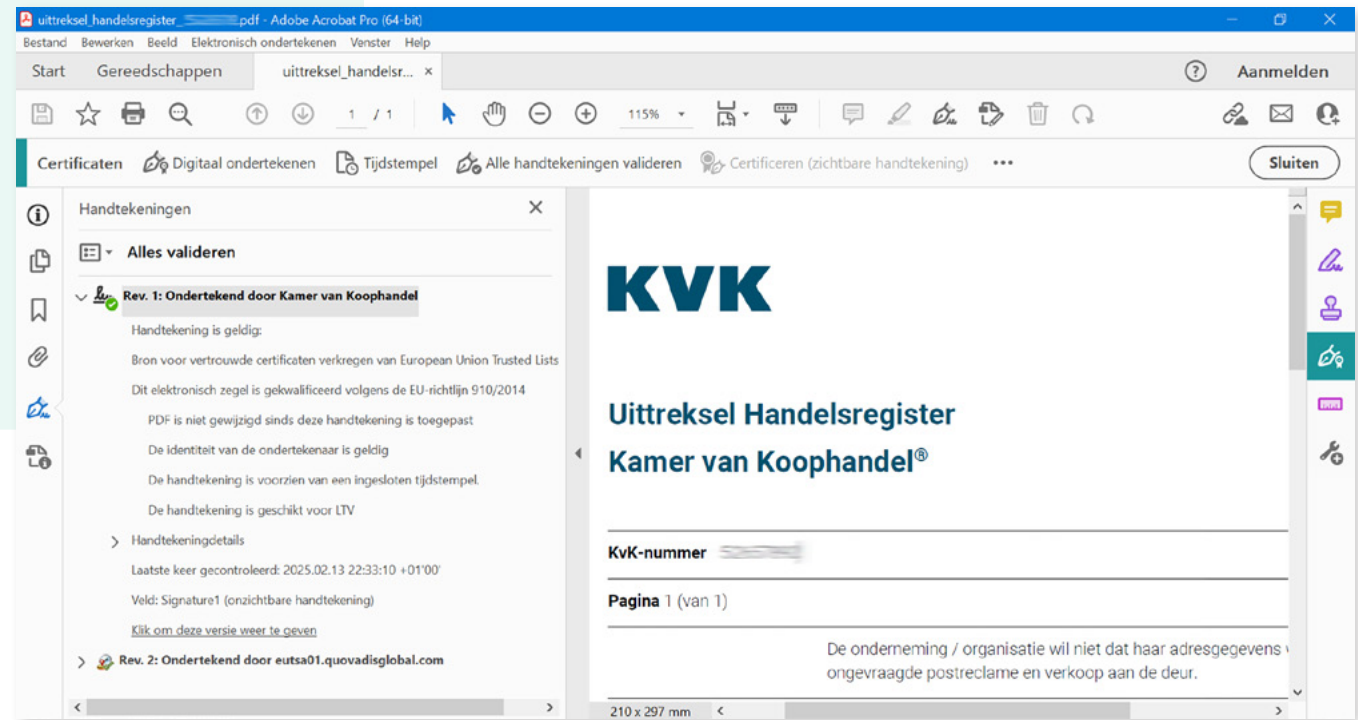 uittreksel_handelsregister_ .pdf - Adobe Acrobat Pro (64-bit)
Bestand Bewerken Beeld Elektronisch ondertekenen Venster Help
Start Gereedschappen uittreksel_handelsr... × ? Aanmelden
1 / 1 115%
Certificaten Digitaal ondertekenen Tijdstempel Alle handtekeningen valideren Certificeren (zichtbare handtekening) ••• Sluiten
Handtekeningen
Alles valideren
Rev. 1: Ondertekend door Kamer van Koophandel
Handtekening is geldig:
Bron voor vertrouwde certificaten verkregen van European Union Trusted Lists
Dit elektronisch zegel is gekwalificeerd volgens de EU-richtlijn 910/2014
PDF is niet gewijzigd sinds deze handtekening is toegepast
De identiteit van de ondertekenaar is geldig
De handtekening is voorzien van een ingesloten tijdstempel.
De handtekening is geschikt voor LTV
Handtekeningdetails
Laatste keer gecontroleerd: 2025.02.13 22:33:10 +01'00'
Veld: Signature1 (onzichtbare handtekening)
Klik om deze versie weer te geven
Rev. 2: Ondertekend door eutsa01.quovadisglobal.com
KVK
Uittreksel Handelsregister
Kamer van Koophandel®
KvK-nummer
Pagina 1 (van 1)
De onderneming / organisatie wil niet dat haar adresgegevens
ongevraagde postreclame en verkoop aan de deur.
210 x 297 mm